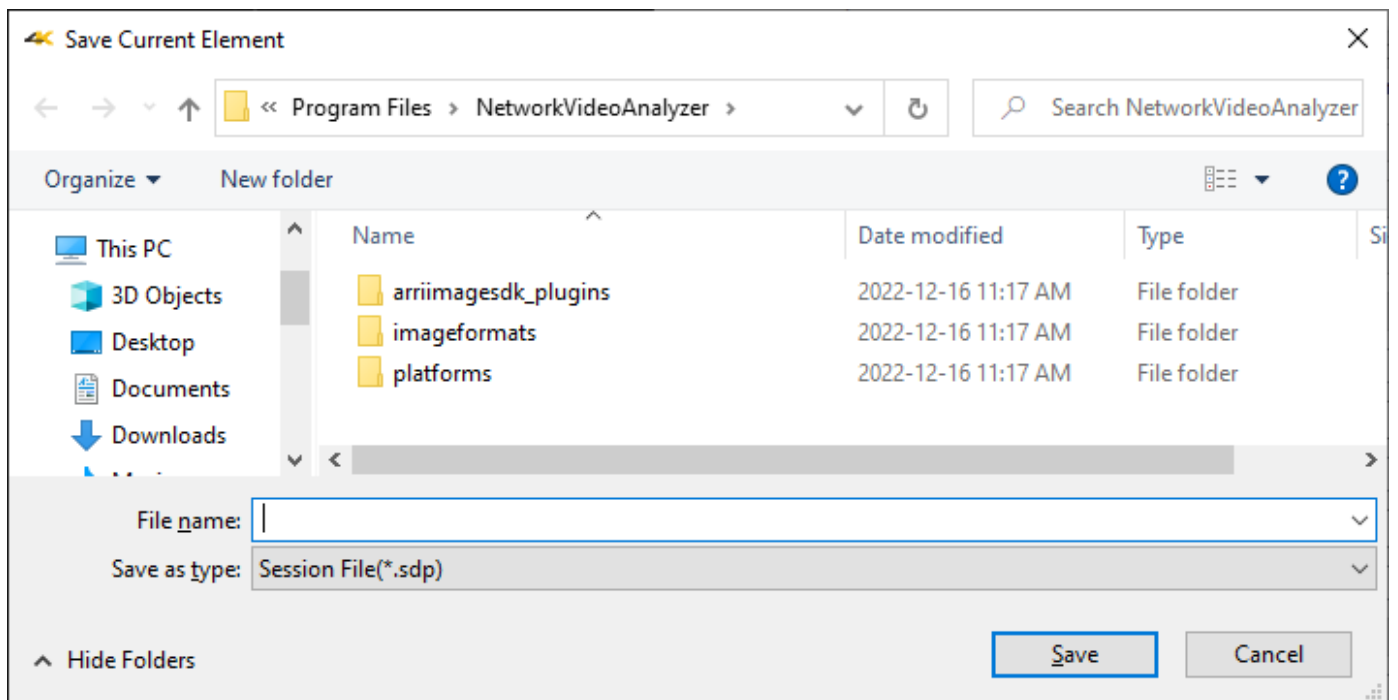 4K Save Current Element
« Program Files > NetworkVideoAnalyzer > Search NetworkVideoAnalyzer
Organize New folder ?
This PC
3D Objects
Desktop
Documents
Downloads
Name Date modified Type Si
arriimagesdk_plugins 2022-12-16 11:17 AM File folder
imageformats 2022-12-16 11:17 AM File folder
platforms 2022-12-16 11:17 AM File folder
File name:
Save as type: Session File(*.sdp)
Hide Folders Save Cancel